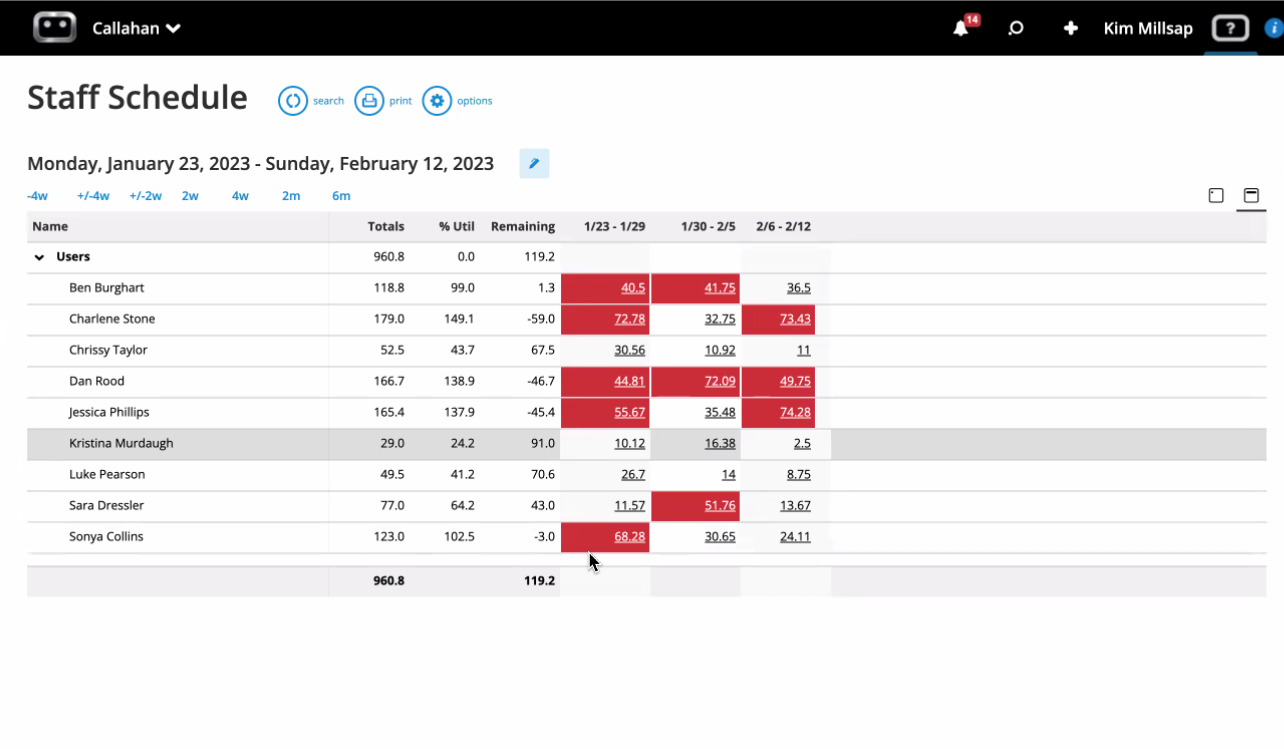 Callahan 14 Kim Millsap ? i
Staff Schedule search print options
Monday, January 23, 2023 - Sunday, February 12, 2023
-4w +/-4w +/-2w 2w 4w 2m 6m
Name Totals % Util Remaining 1/23 - 1/29 1/30 - 2/5 2/6 - 2/12
Users 960.8 0.0 119.2
Ben Burghart 118.8 99.0 1.3 40.5 41.75 36.5
Charlene Stone 179.0 149.1 -59.0 72.78 32.75 73.43
Chrissy Taylor 52.5 43.7 67.5 30.56 10.92 11
Dan Rood 166.7 138.9 -46.7 44.81 72.09 49.75
Jessica Phillips 165.4 137.9 -45.4 55.67 35.48 74.28
Kristina Murdaugh 29.0 24.2 91.0 10.12 16.38 2.5
Luke Pearson 49.5 41.2 70.6 26.7 14 8.75
Sara Dressler 77.0 64.2 43.0 11.57 51.76 13.67
Sonya Collins 123.0 102.5 -3.0 68.28 30.65 24.11
960.8 119.2